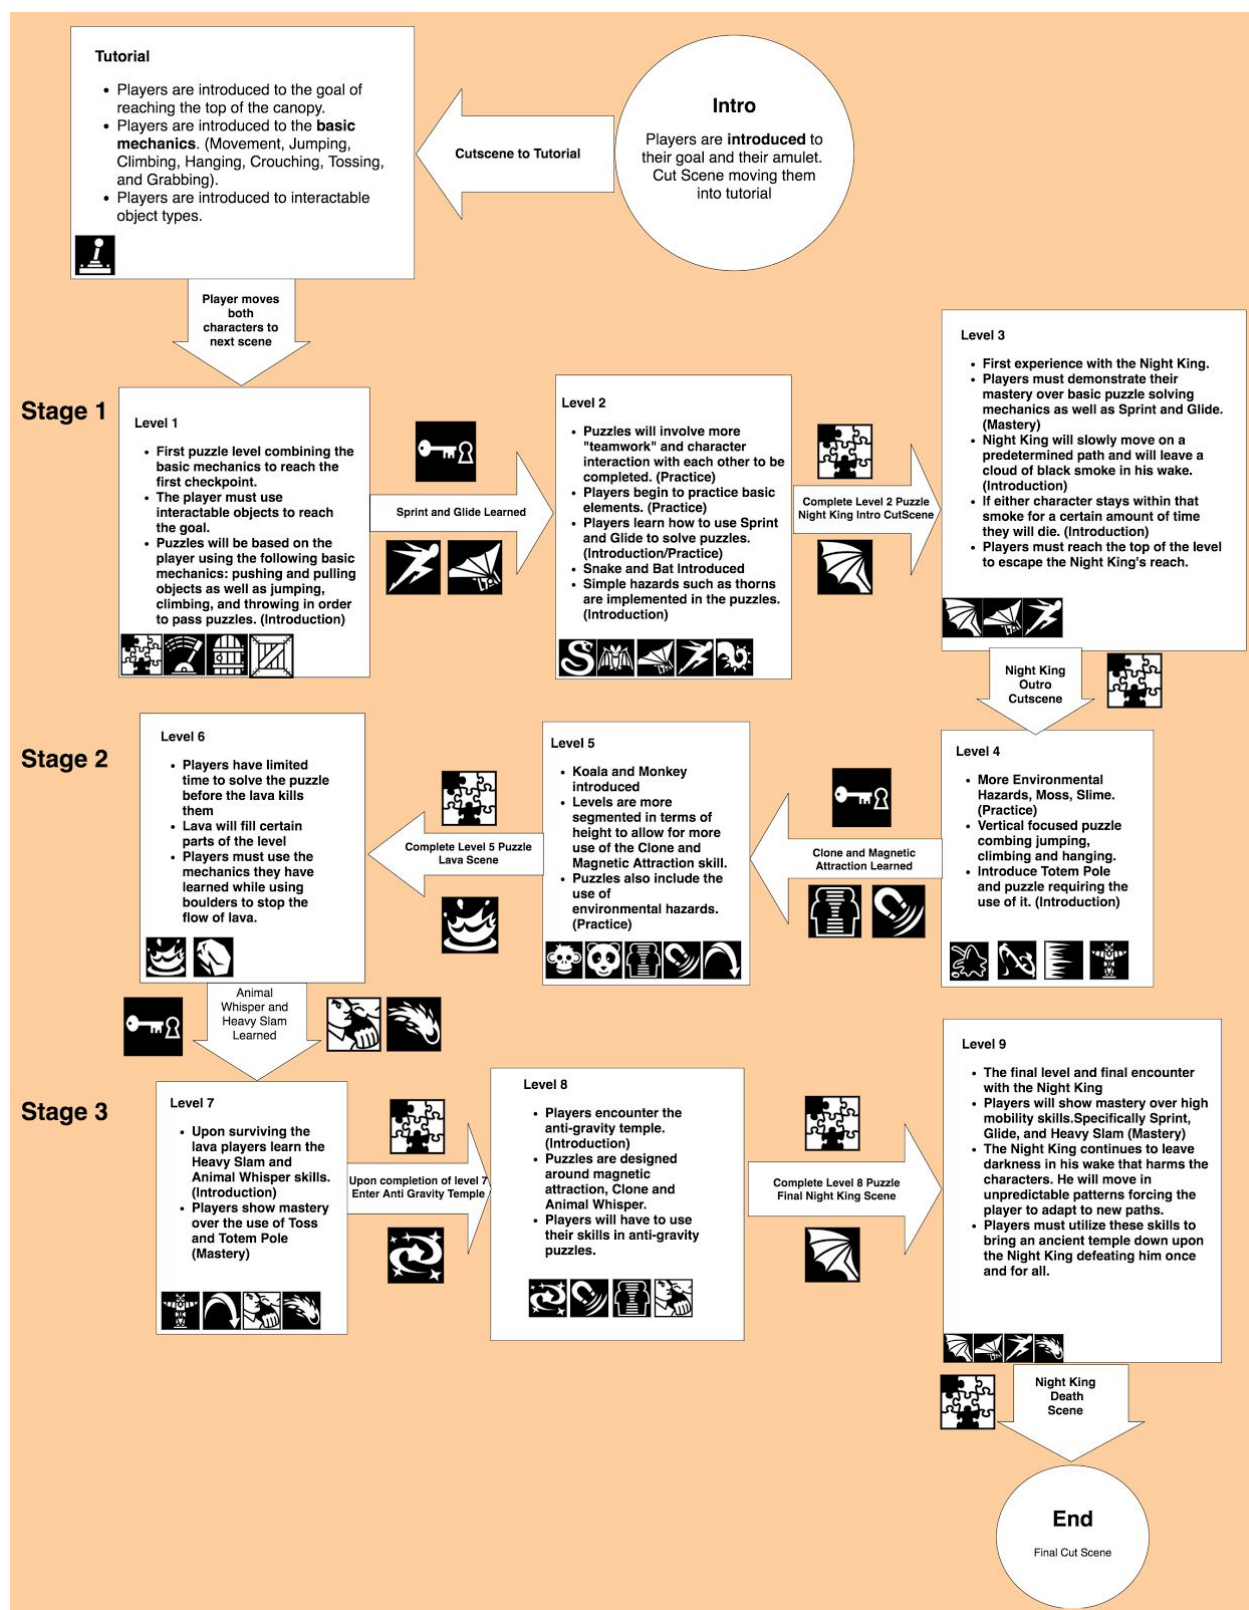 Intro
Players are introduced to
their goal and their amulet.
Cut Scene moving them
into tutorial
Cutscene to Tutorial
Tutorial
• Players are introduced to the goal of
reaching the top of the canopy.
• Players are introduced to the basic
mechanics. (Movement, Jumping,
Climbing, Hanging, Crouching, Tossing,
and Grabbing).
• Players are introduced to interactable
object types.
Player moves
both
characters to
next scene
Stage 1
Level 1
• First puzzle level combining the
basic mechanics to reach the
first checkpoint.
• The player must use
interactable objects to reach
the goal.
• Puzzles will be based on the
player using the following basic
mechanics: pushing and pulling
objects as well as jumping,
climbing, and throwing in order
to pass puzzles. (Introduction)
Sprint and Glide Learned
Level 2
• Puzzles will involve more
"teamwork" and character
interaction with each other to be
completed. (Practice)
• Players begin to practice basic
elements. (Practice)
• Players learn how to use Sprint
and Glide to solve puzzles.
(Introduction/Practice)
• Snake and Bat Introduced
• Simple hazards such as thorns
are implemented in the puzzles.
(Introduction)
Complete Level 2 Puzzle
Night King Intro CutScene
Level 3
• First experience with the Night King.
• Players must demonstrate their
mastery over basic puzzle solving
mechanics as well as Sprint and Glide.
(Mastery)
• Night King will slowly move on a
predetermined path and will leave a
cloud of black smoke in his wake.
(Introduction)
• If either character stays within that
smoke for a certain amount of time
they will die. (Introduction)
• Players must reach the top of the level
to escape the Night King's reach.
Night King
Outro
Cutscene
Stage 2
Level 4
• More Environmental
Hazards, Moss, Slime.
(Practice)
• Vertical focused puzzle
combing jumping,
climbing and hanging.
• Introduce Totem Pole
and puzzle requiring the
use of it. (Introduction)
Clone and Magnetic
Attraction Learned
Level 5
• Koala and Monkey
introduced
• Levels are more
segmented in terms of
height to allow for more
use of the Clone and
Magnetic Attraction skill.
• Puzzles also include the
use of
environmental hazards.
(Practice)
Complete Level 5 Puzzle
Lava Scene
Level 6
• Players have limited
time to solve the puzzle
before the lava kills
them
• Lava will fill certain
parts of the level
• Players must use the
mechanics they have
learned while using
boulders to stop the
flow of lava.
Animal
Whisper and
Heavy Slam
Learned
Stage 3
Level 7
• Upon surviving the
lava players learn the
Heavy Slam and
Animal Whisper skills.
(Introduction)
• Players show mastery
over the use of Toss
and Totem Pole
(Mastery)
Upon completion of level 7
Enter Anti Gravity Temple
Level 8
• Players encounter the
anti-gravity temple.
(Introduction)
• Puzzles are designed
around magnetic
attraction, Clone and
Animal Whisper.
• Players will have to use
their skills in anti-gravity
puzzles.
Complete Level 8 Puzzle
Final Night King Scene
Level 9
• The final level and final encounter
with the Night King
• Players will show mastery over high
mobility skills.Specifically Sprint,
Glide, and Heavy Slam (Mastery)
• The Night King continues to leave
darkness in his wake that harms the
characters. He will move in
unpredictable patterns forcing the
player to adapt to new paths.
• Players must utilize these skills to
bring an ancient temple down upon
the Night King defeating him once
and for all.
Night King
Death
Scene
End
Final Cut Scene